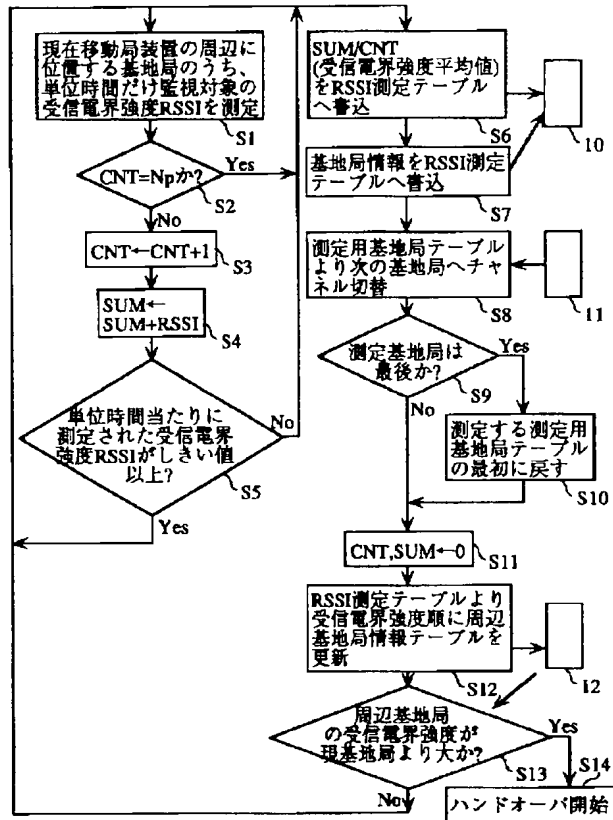 現在移動局装置の周辺に
位置する基地局のうち、
単位時間だけ監視対象の
受信電界強度RSSIを測定
S1
CNT=Npか?
Yes
S2
No
CNT←CNT+1
S3
SUM←
SUM+RSSI
S4
単位時間当たりに
測定された受信電界
強度RSSIがしきい値
以上?
No
S5
Yes
SUM/CNT
(受信電界強度平均値)
をRSSI測定テーブル
へ書込
S6
10
基地局情報をRSSI測定
テーブルへ書込
S7
測定用基地局テーブル
より次の基地局へチャ
ネル切替
S8
11
測定基地局は
最後か?
Yes
S9
No
測定する測定用
基地局テーブル
の最初に戻す
S10
CNT,SUM←0
S11
RSSI測定テーブルより
受信電界強度順に周辺
基地局情報テーブルを
更新
S12
12
周辺基地局
の受信電界強度が
現基地局より大か?
Yes
S13
No
S14
ハンドオーバ開始